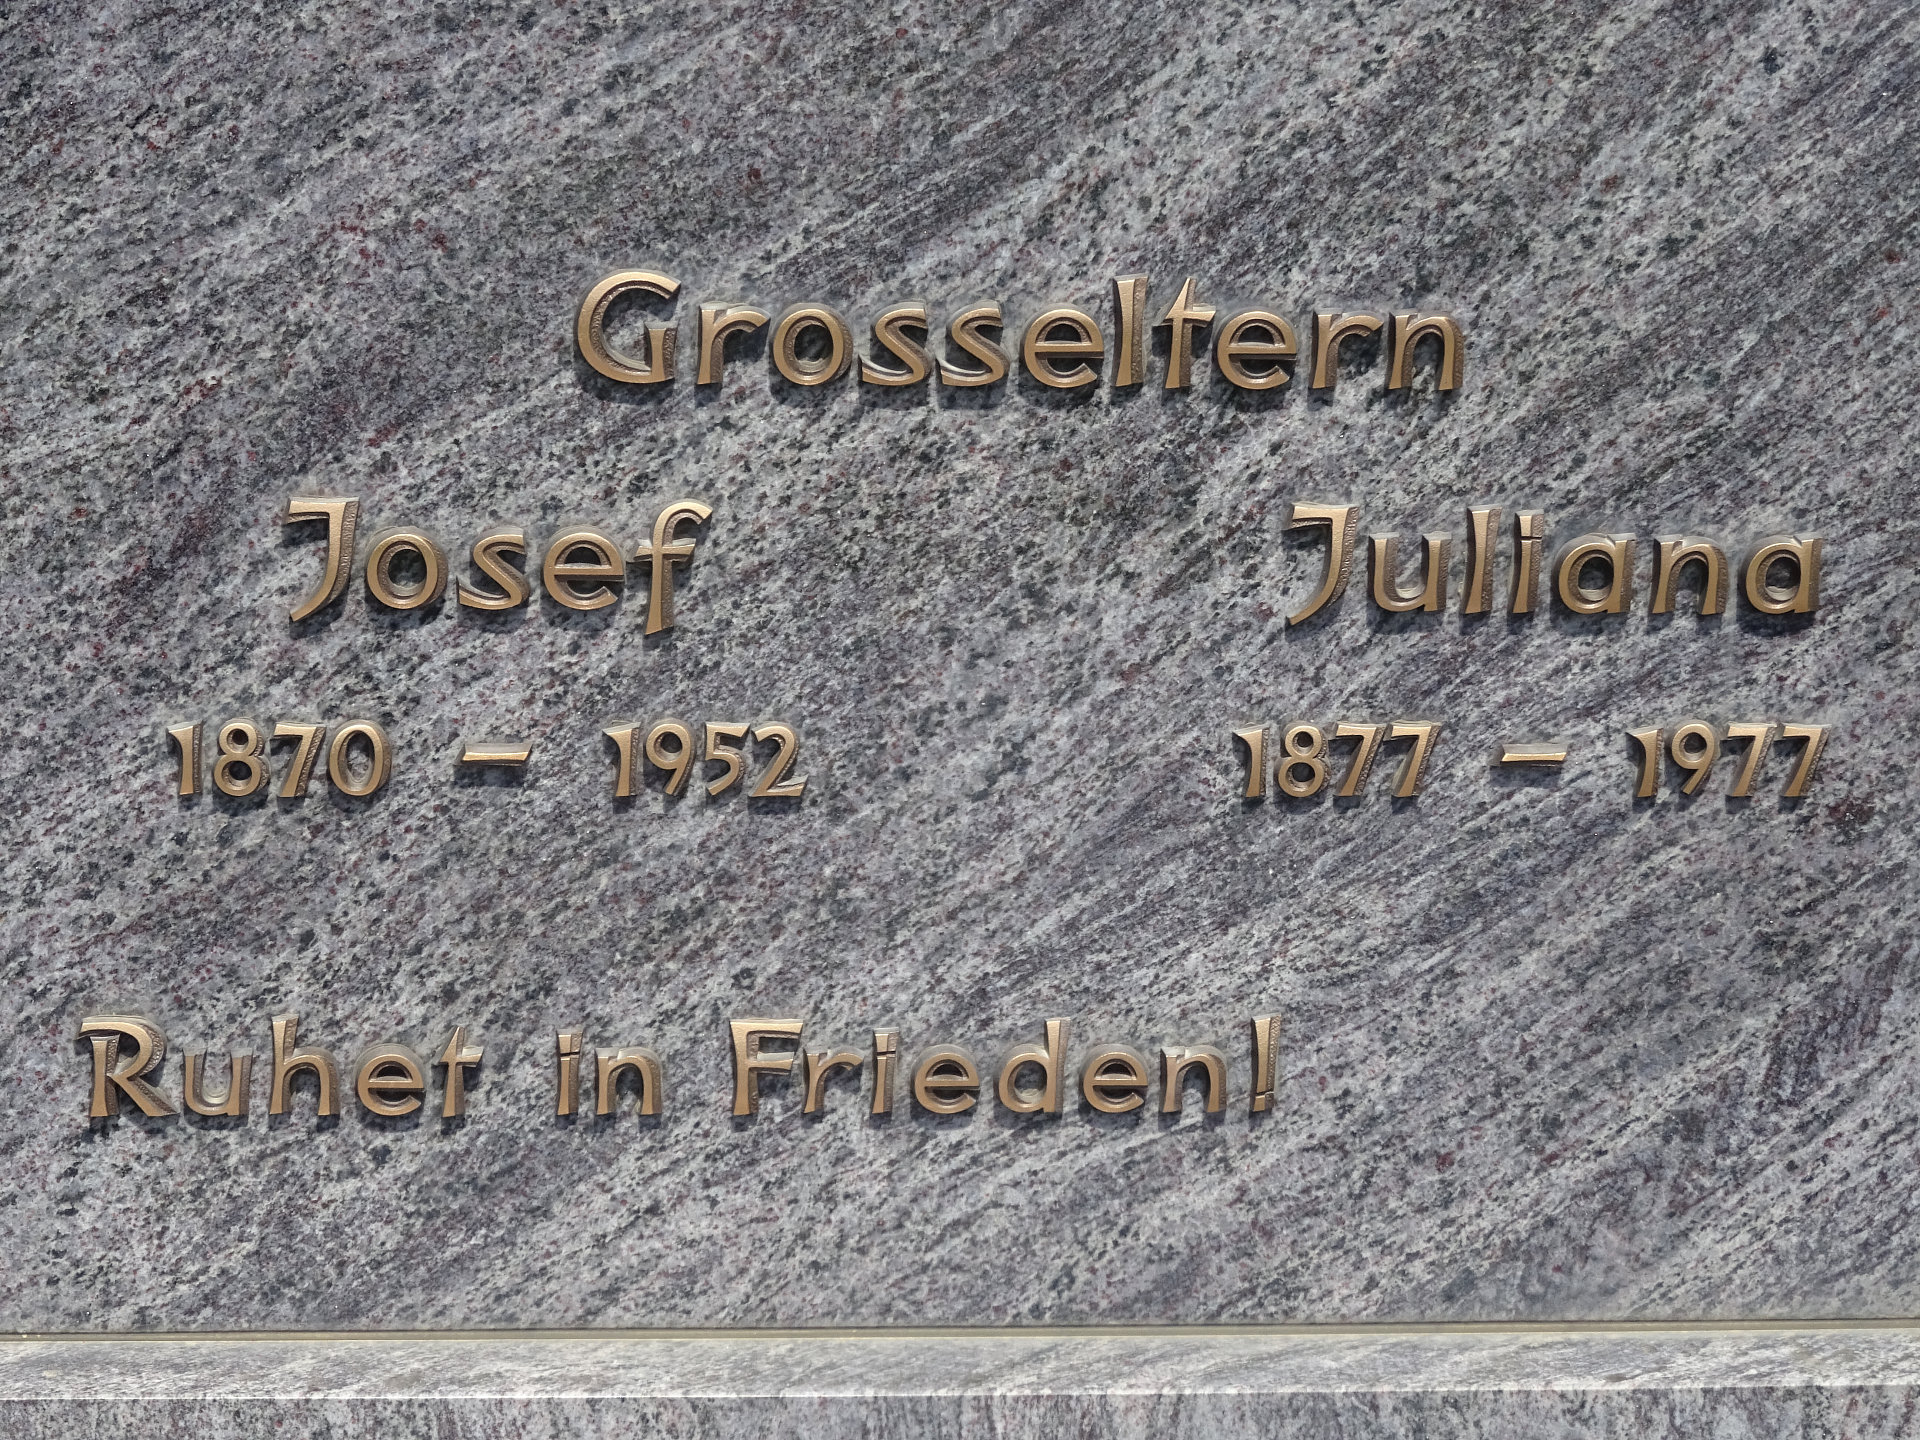 Grosseltern
Josef Juliana
1870 – 1952 1877 – 1977
Ruhet in Frieden!